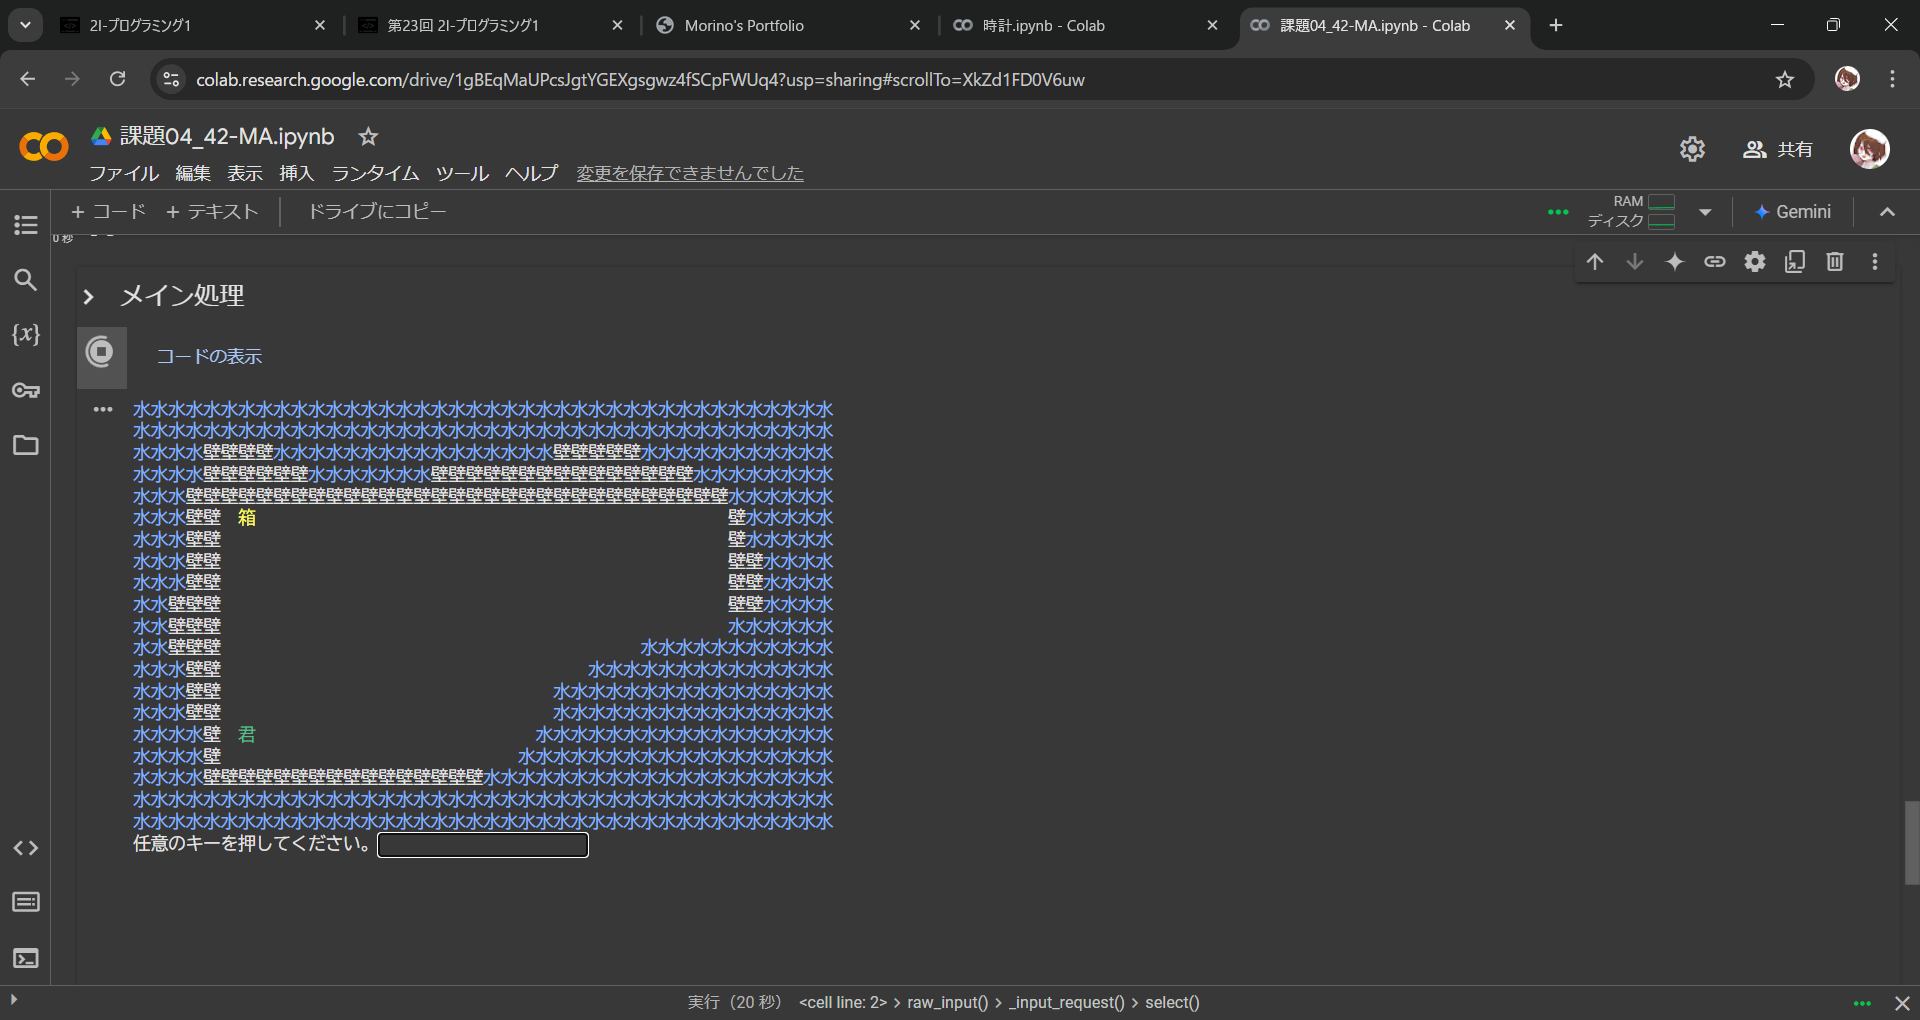 2I-プログラミング1
第23回 2I-プログラミング1
Morino's Portfolio
時計.ipynb - Colab
課題04_42-MA.ipynb - Colab
colab.research.google.com/drive/1gBEqMaUPcsJgtYGEXgsgwz4fSCpFWUq4?usp=sharing#scrollTo=XkZd1FD0V6uw
課題04_42-MA.ipynb
共有
ファイル 編集 表示 挿入 ランタイム ツール ヘルプ 変更を保存できませんでした
+ コード + テキスト ドライブにコピー
RAM
ディスク
Gemini
0 秒
{x}
メイン処理
コードの表示
水水水水水水水水水水水水水水水水水水水水水水水水水水水水水水水水水水水水水水水水
水水水水水水水水水水水水水水水水水水水水水水水水水水水水水水水水水水水水水水水水
水水水水壁壁壁壁水水水水水水水水水水水水水水水水壁壁壁壁壁水水水水水水水水水水水
水水水水壁壁壁壁壁壁水水水水水水水壁壁壁壁壁壁壁壁壁壁壁壁壁壁壁水水水水水水水水
水水水壁壁壁壁壁壁壁壁壁壁壁壁壁壁壁壁壁壁壁壁壁壁壁壁壁壁壁壁壁壁壁水水水水水水
水水水壁壁 箱 壁水水水水水
水水水壁壁 壁水水水水水
水水水壁壁 壁壁水水水水
水水水壁壁 壁壁水水水水
水水壁壁壁 壁壁水水水水
水水壁壁壁 水水水水水水
水水壁壁壁 水水水水水水水水水水水
水水水壁壁 水水水水水水水水水水水水水水
水水水壁壁 水水水水水水水水水水水水水水水水
水水水壁壁 水水水水水水水水水水水水水水水水
水水水水壁 君 水水水水水水水水水水水水水水水水水
水水水水壁 水水水水水水水水水水水水水水水水水水
水水水水壁壁壁壁壁壁壁壁壁壁壁壁壁壁壁壁水水水水水水水水水水水水水水水水水水水水
水水水水水水水水水水水水水水水水水水水水水水水水水水水水水水水水水水水水水水水水
水水水水水水水水水水水水水水水水水水水水水水水水水水水水水水水水水水水水水水水水
任意のキーを押してください。
実行（20 秒） <cell line: 2> > raw_input() > _input_request() > select()